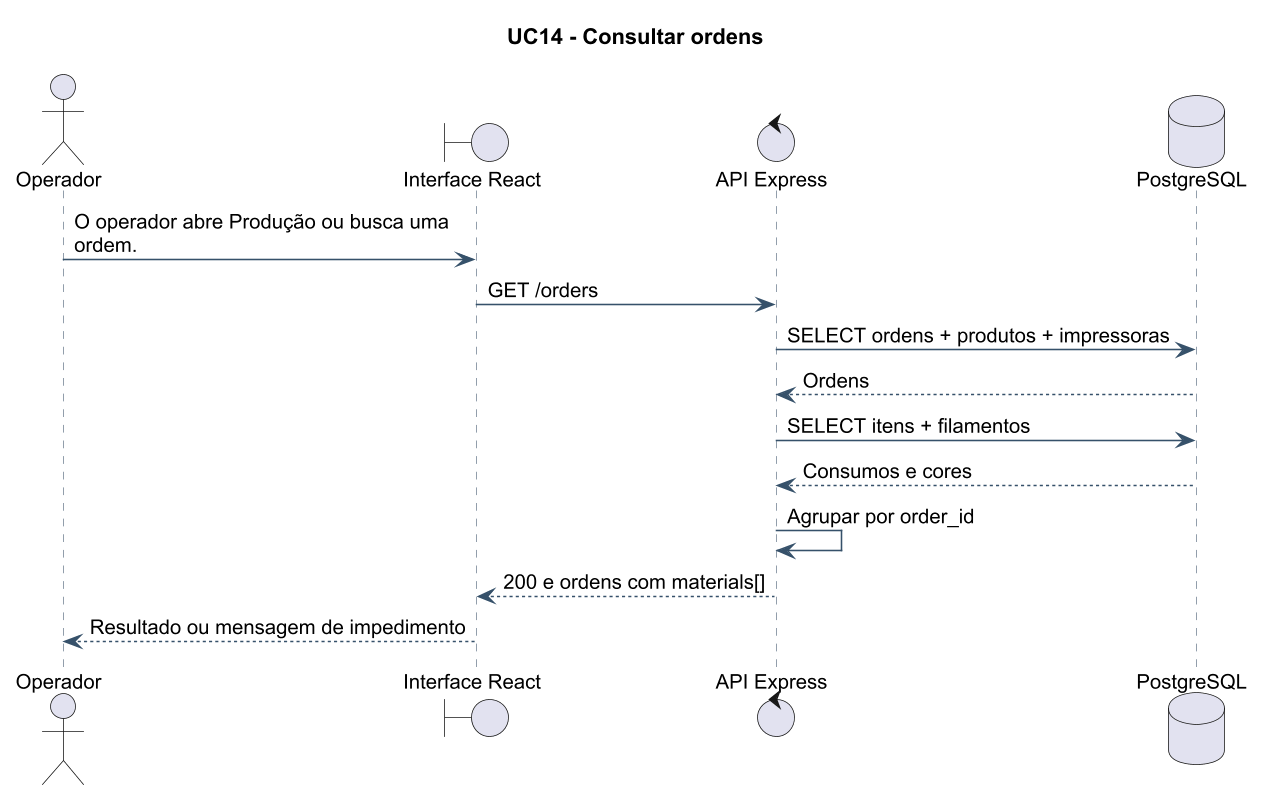 UC14 - Consultar ordens
Operador
Interface React
API Express
PostgreSQL
O operador abre Produção ou busca uma
ordem.
GET /orders
SELECT ordens + produtos + impressoras
Ordens
SELECT itens + filamentos
Consumos e cores
Agrupar por order_id
200 e ordens com materials[]
Resultado ou mensagem de impedimento
Operador
Interface React
API Express
PostgreSQL